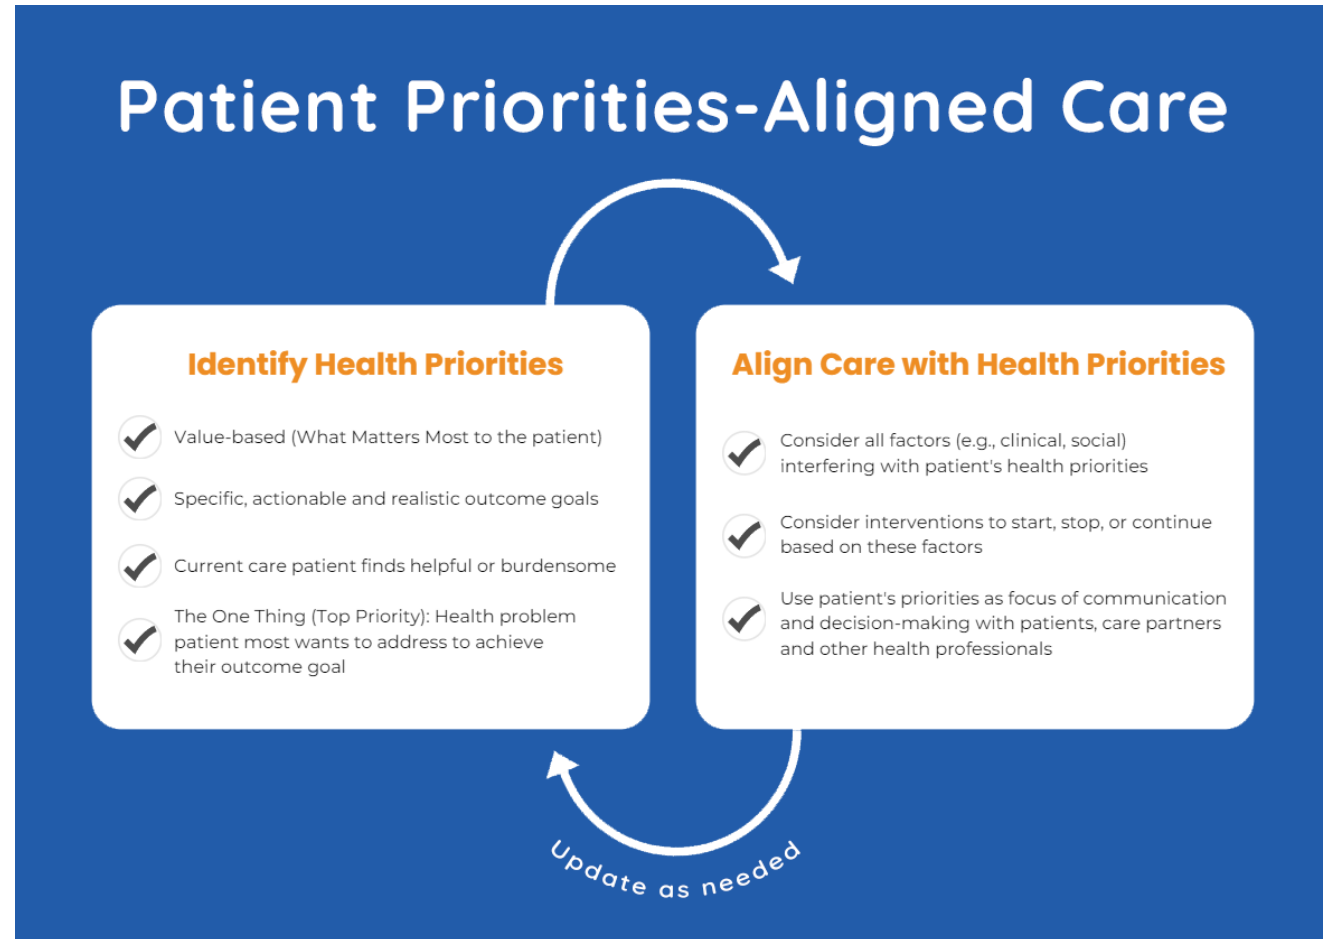 Patient Priorities-Aligned Care
Identify Health Priorities
Value-based (What Matters Most to the patient)
Specific, actionable and realistic outcome goals
Current care patient finds helpful or burdensome
The One Thing (Top Priority): Health problem
patient most wants to address to achieve
their outcome goal
Align Care with Health Priorities
Consider all factors (e.g., clinical, social)
interfering with patient's health priorities
Consider interventions to start, stop, or continue
based on these factors
Use patient's priorities as focus of communication
and decision-making with patients, care partners
and other health professionals
Update as needed